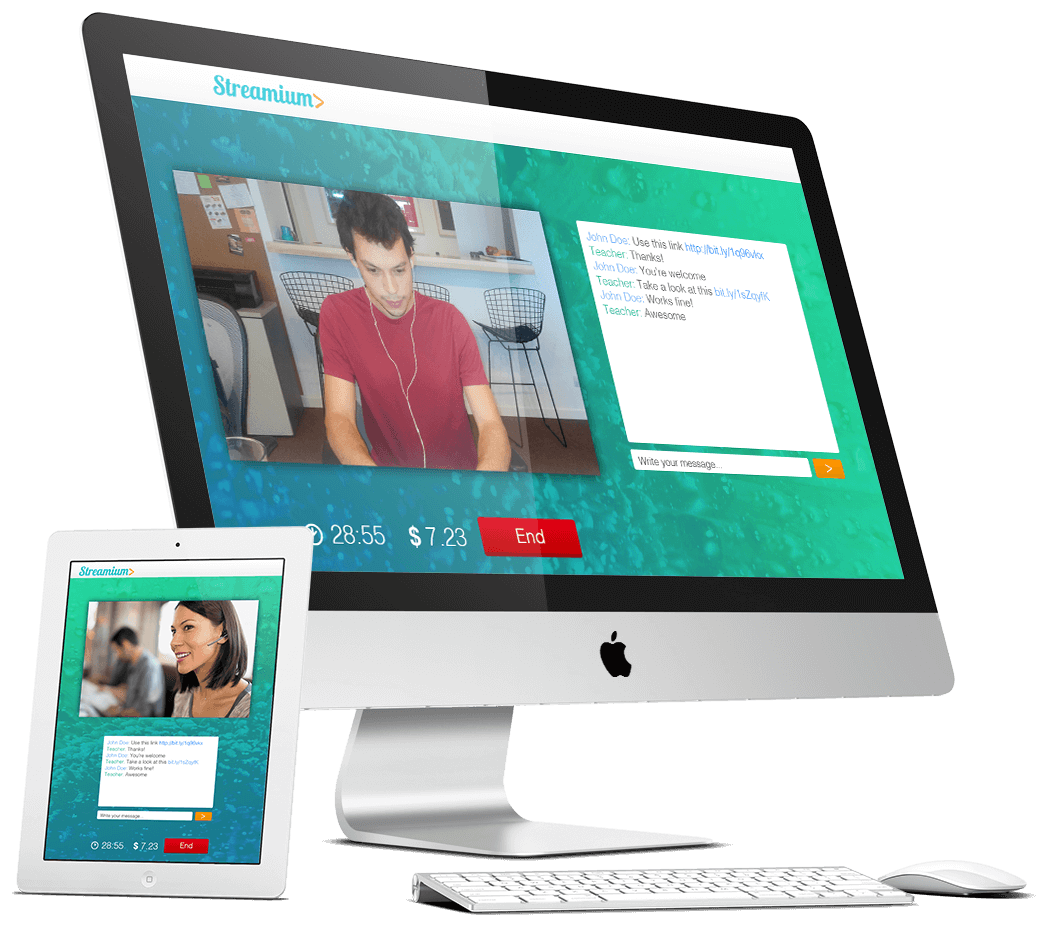 Streamium>
John Doe: Use this link http://bit.ly/1q96vkx
Teacher: Thanks!
John Doe: You're welcome
Teacher: Take a look at this bit.ly/1sZqyfK
John Doe: Works fine!
Teacher: Awesome
Write your message...
>
28:55 $ 7.23 End
Streamium>
John Doe: Use this link http://bit.ly/1q96vkx
Teacher: Thanks!
John Doe: You're welcome
Teacher: Take a look at this bit.ly/1sZqyfK
John Doe: Works fine!
Teacher: Awesome
Write your message...
>
28:55 $ 7.23 End